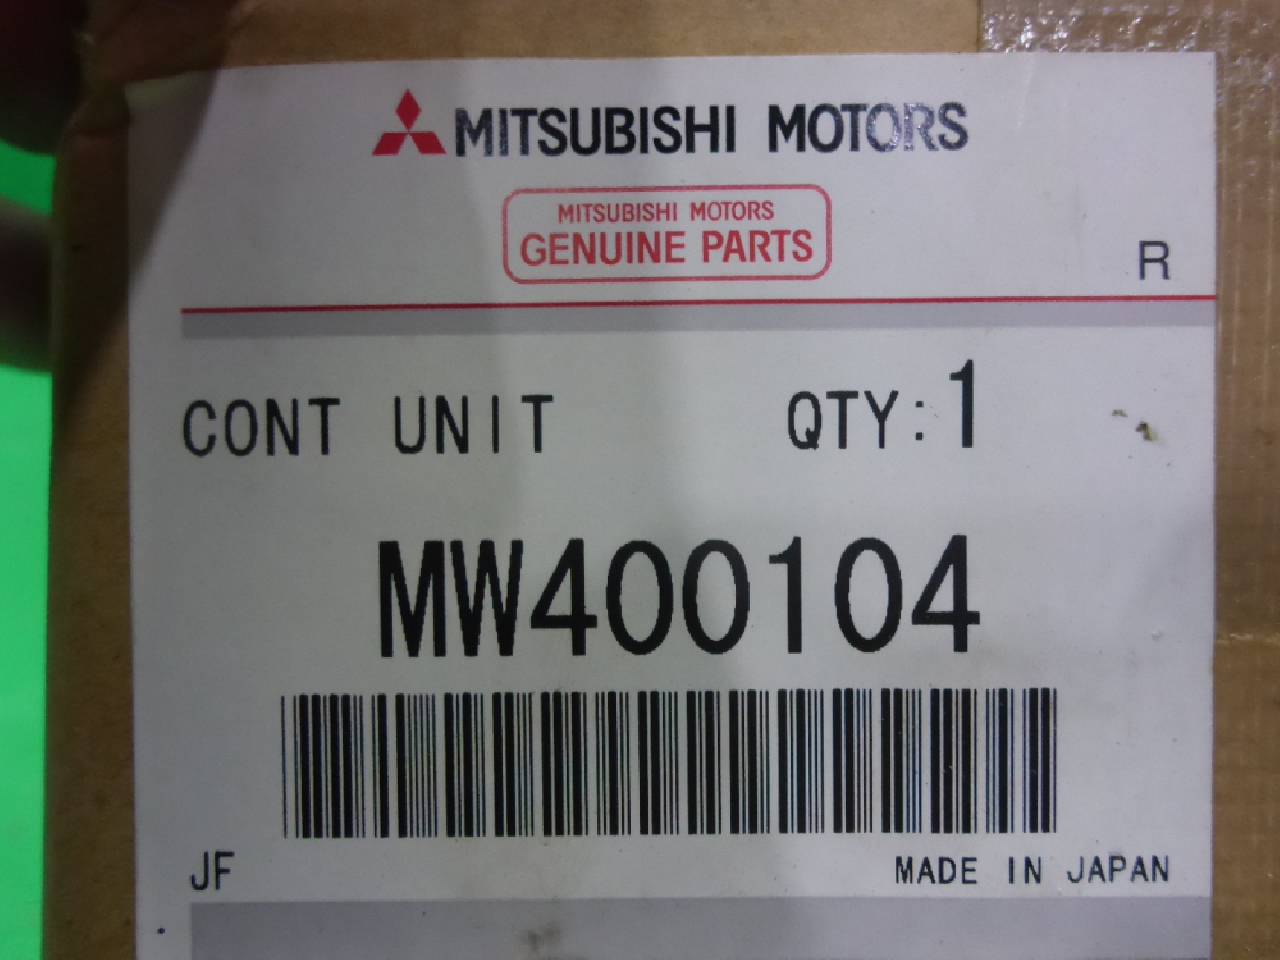 MITSUBISHI MOTORS
MITSUBISHI MOTORS
GENUINE PARTS
R
CONT UNIT QTY:1
MW400104
JF MADE IN JAPAN